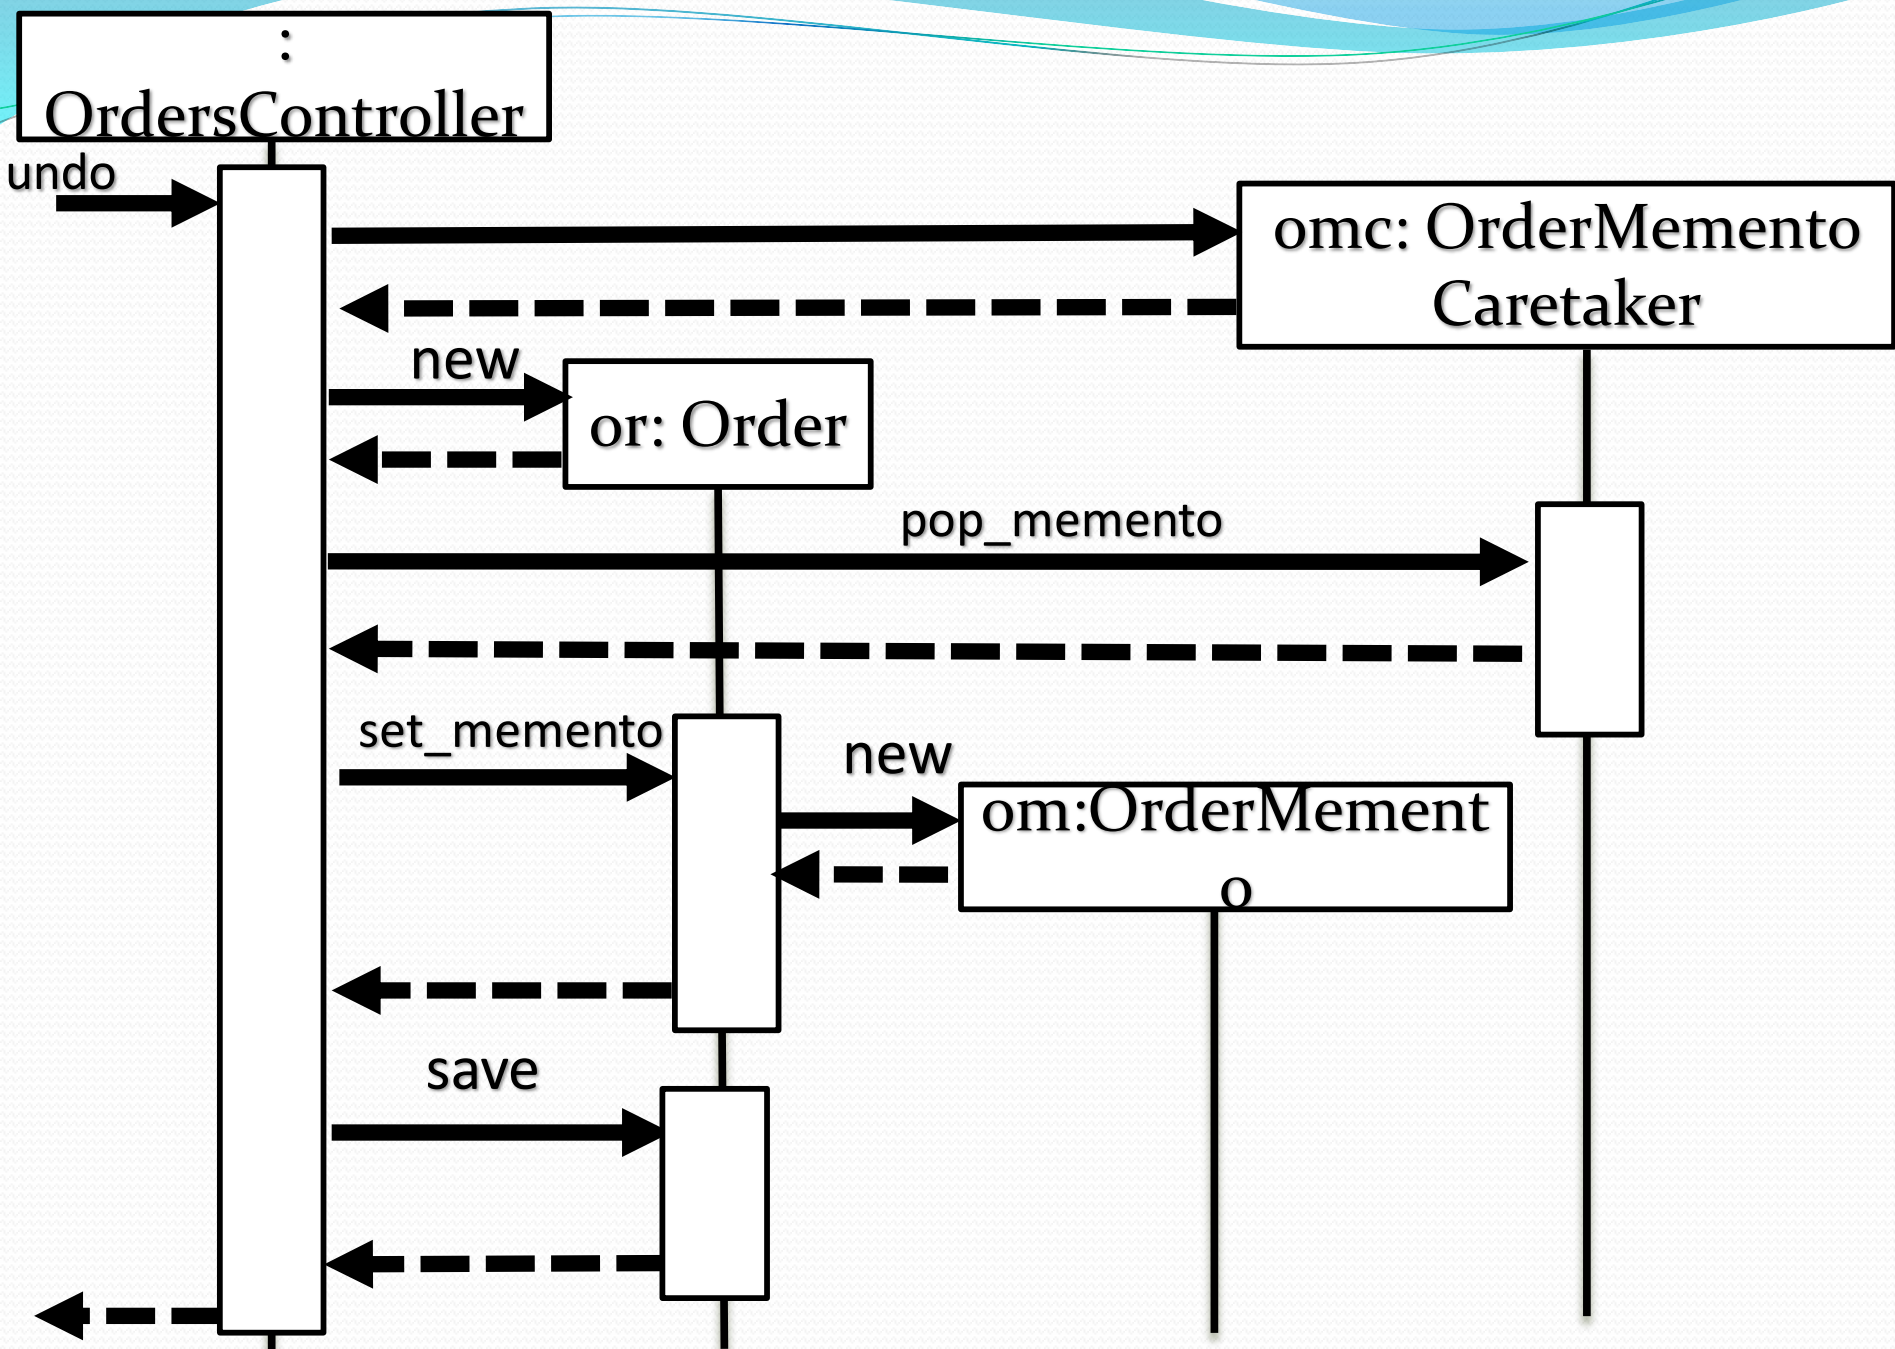 :
OrdersController
undo
omc: OrderMemento
Caretaker
new
or: Order
pop_memento
set_memento
new
om:OrderMement
o
save